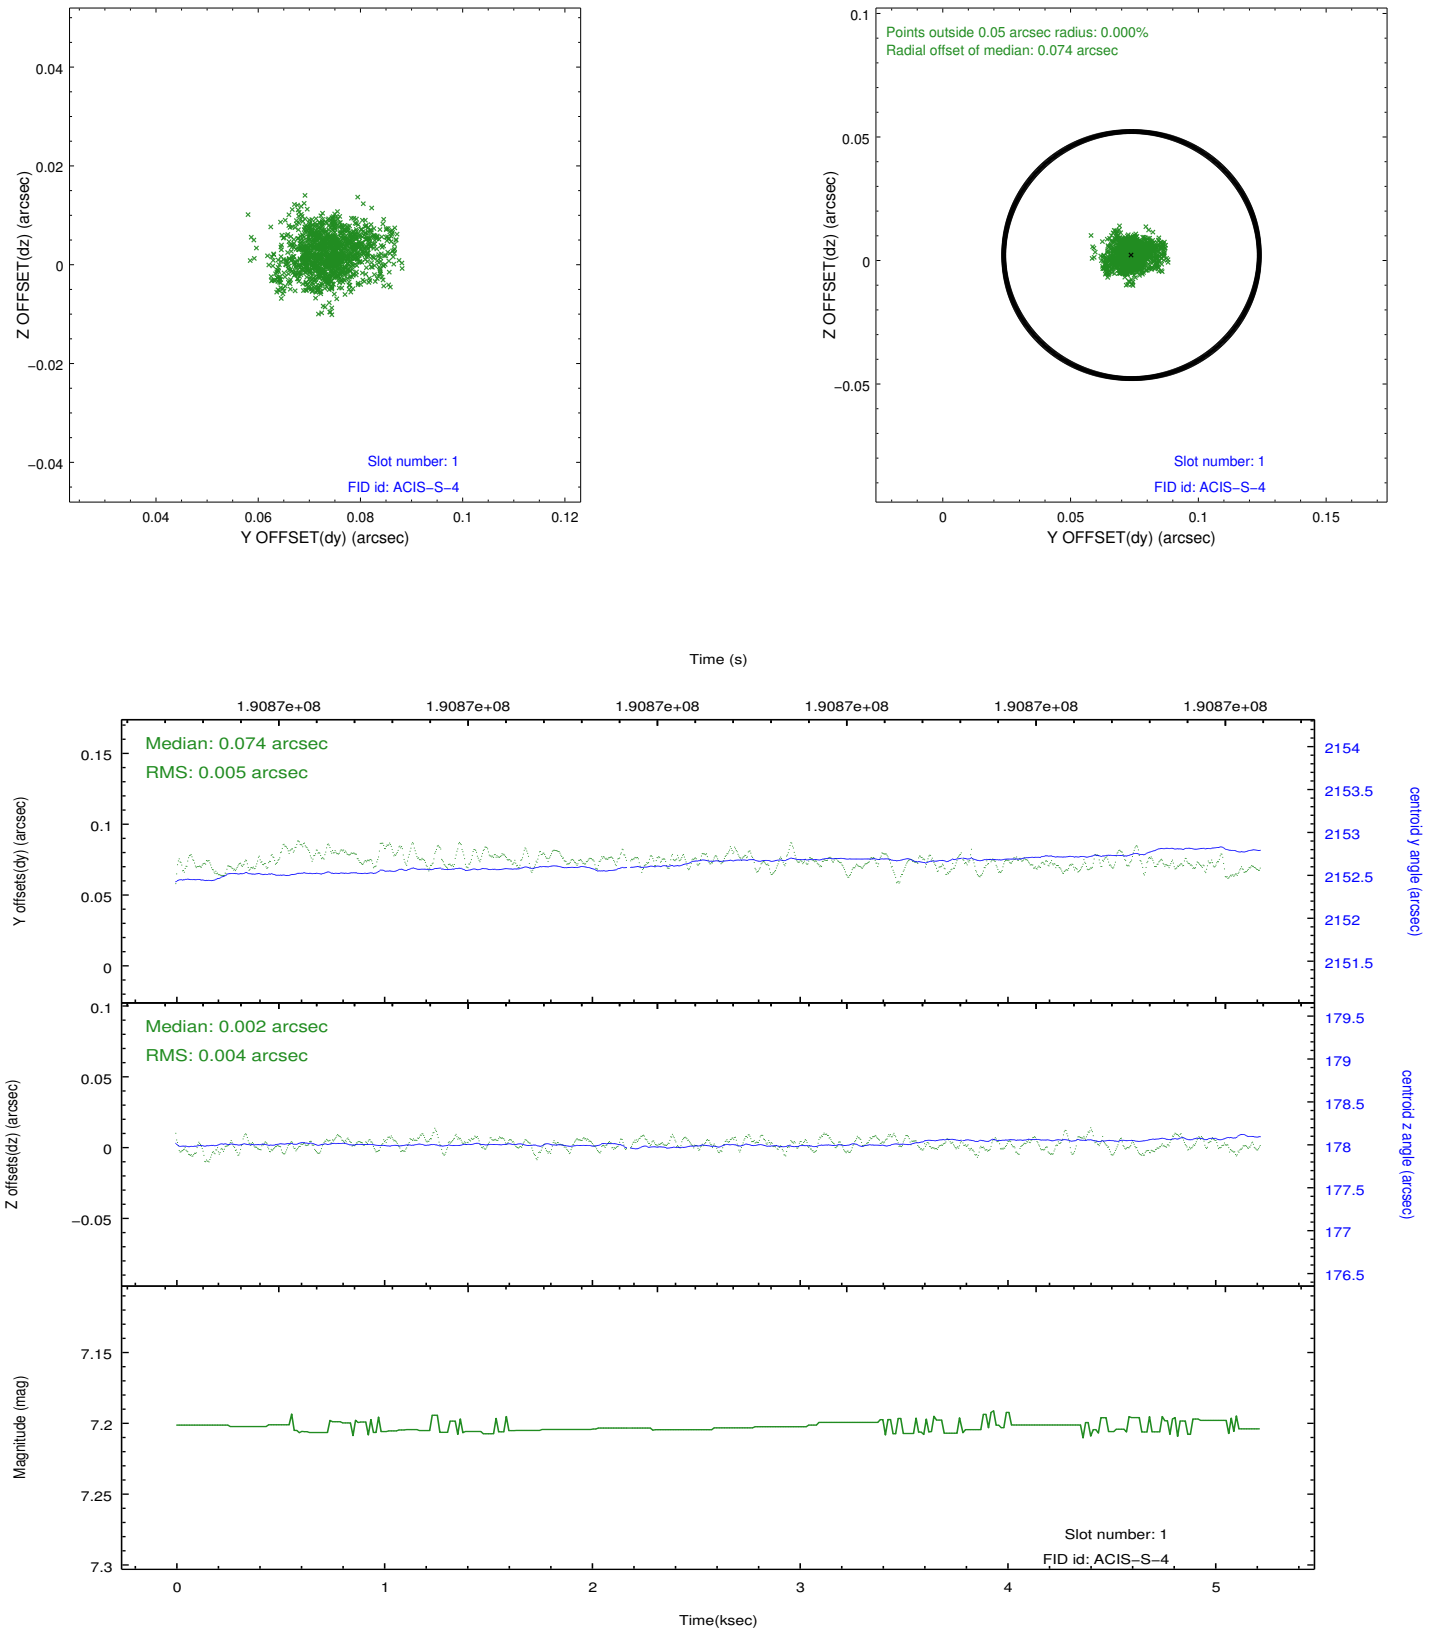 0.04
0.02
0
−0.02
−0.04
Z OFFSET(dz) (arcsec)
Slot number: 1
FID id: ACIS−S−4
0.04 0.06 0.08 0.1 0.12
Y OFFSET(dy) (arcsec)
Points outside 0.05 arcsec radius: 0.000%
Radial offset of median: 0.074 arcsec
0.1
0.05
0
−0.05
Z OFFSET(dz) (arcsec)
Slot number: 1
FID id: ACIS−S−4
0 0.05 0.1 0.15
Y OFFSET(dy) (arcsec)
Time (s)
1.9087e+08 1.9087e+08 1.9087e+08 1.9087e+08 1.9087e+08 1.9087e+08
Median: 0.074 arcsec
RMS: 0.005 arcsec
0.15
0.1
0.05
0
Y offsets(dy) (arcsec)
2154
2153.5
2153
2152.5
2152
2151.5
centroid y angle (arcsec)
Median: 0.002 arcsec
RMS: 0.004 arcsec
0.1
0.05
0
−0.05
Z offsets(dz) (arcsec)
179.5
179
178.5
178
177.5
177
176.5
centroid z angle (arcsec)
7.15
7.2
7.25
7.3
Magnitude (mag)
Slot number: 1
FID id: ACIS−S−4
0 1 2 3 4 5
Time(ksec)